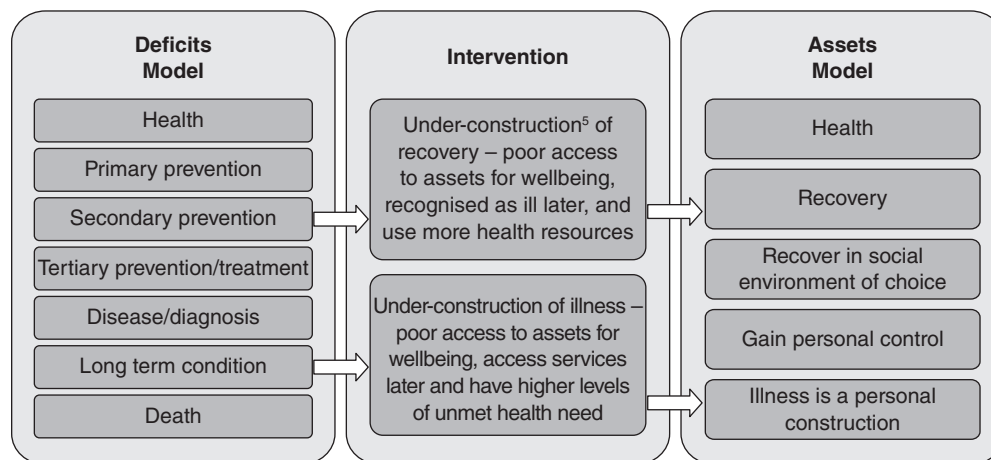 Deficits
Model
Health
Primary prevention
Secondary prevention
Tertiary prevention/treatment
Disease/diagnosis
Long term condition
Death
Intervention
Under-construction⁵ of
recovery – poor access
to assets for wellbeing,
recognised as ill later, and
use more health resources
Under-construction of illness –
poor access to assets for
wellbeing, access services
later and have higher levels
of unmet health need
Assets
Model
Health
Recovery
Recover in social
environment of choice
Gain personal control
Illness is a personal
construction